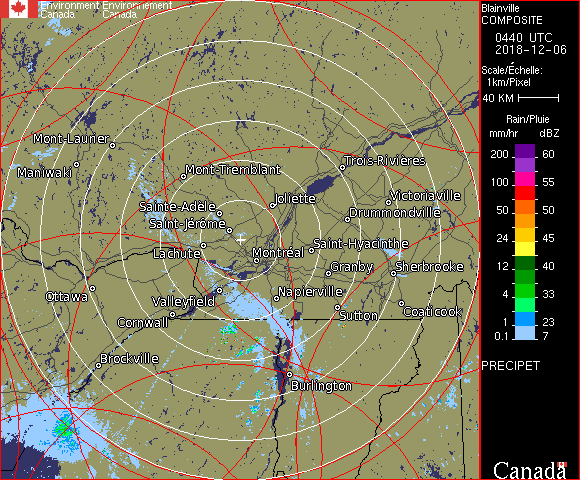 Environment Environnement
Canada Canada
Blainville
COMPOSITE
0440 UTC
2018-12-06
Scale/Échelle:
1km/Pixel
40 KM
Rain/Pluie
mm/hr dBZ
200 60
100 55
50 50
24 45
12 40
4 33
1 23
0.1 7
PRECIPET
Canada
Mont-Laurier
Maniwaki
Mont-Tremblant
Trois-Rivières
Joliette
Victoriaville
Sainte-Adèle
Drummondville
Saint-Jérôme
Saint-Hyacinthe
Lachute
Montréal
Granby
Sherbrooke
Ottawa
Valleyfield
Napierville
Coaticook
Cornwall
Sutton
Brockville
Burlington